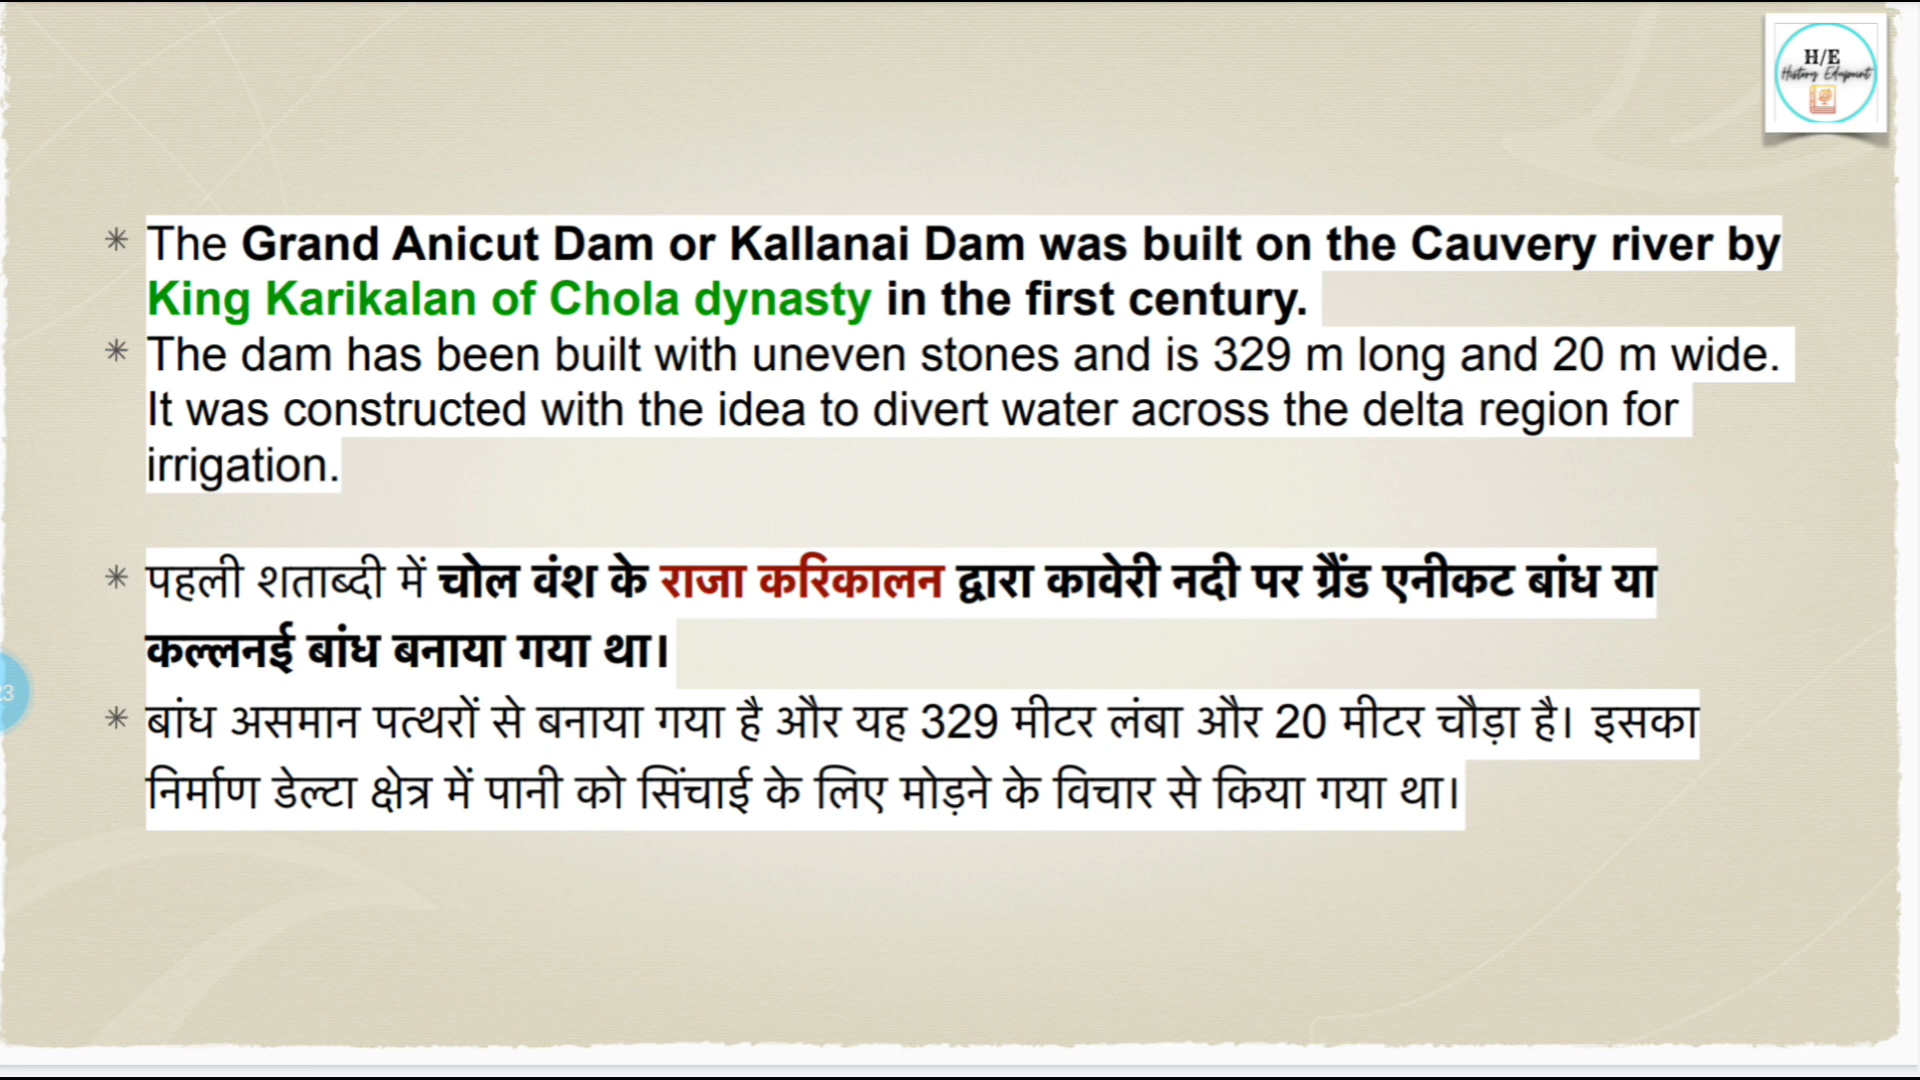 H/E
History Edupoint
The Grand Anicut Dam or Kallanai Dam was built on the Cauvery river by
King Karikalan of Chola dynasty in the first century.
The dam has been built with uneven stones and is 329 m long and 20 m wide.
It was constructed with the idea to divert water across the delta region for
irrigation.
पहली शताब्दी में चोल वंश के राजा करिकालन द्वारा कावेरी नदी पर ग्रैंड एनीकट बांध या
कल्लनई बांध बनाया गया था।
बांध असमान पत्थरों से बनाया गया है और यह 329 मीटर लंबा और 20 मीटर चौड़ा है। इसका
निर्माण डेल्टा क्षेत्र में पानी को सिंचाई के लिए मोड़ने के विचार से किया गया था।